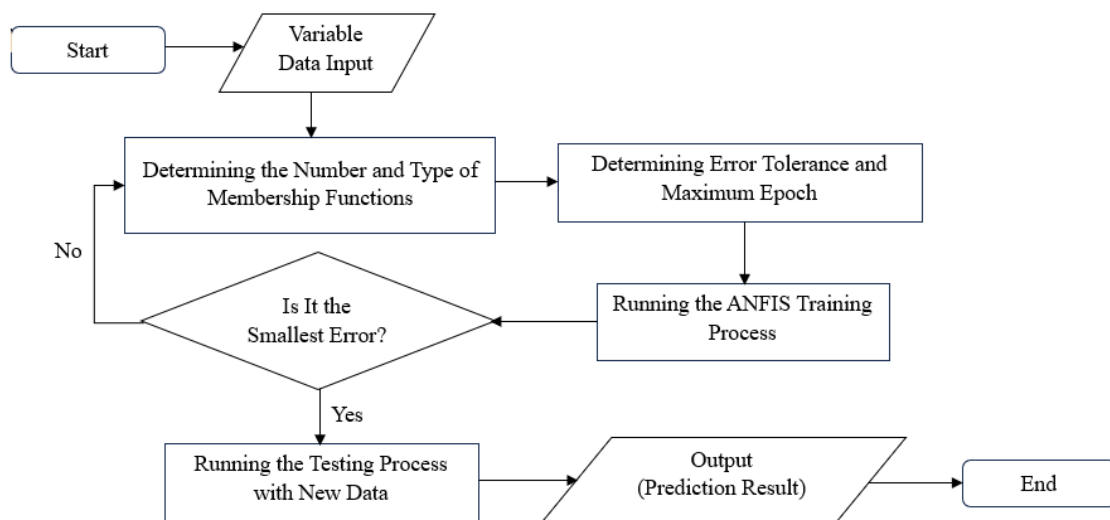 Start
Variable
Data Input
Determining the Number and Type of
Membership Functions
Determining Error Tolerance and
Maximum Epoch
No
Is It the
Smallest Error?
Running the ANFIS Training
Process
Yes
Running the Testing Process
with New Data
Output
(Prediction Result)
End